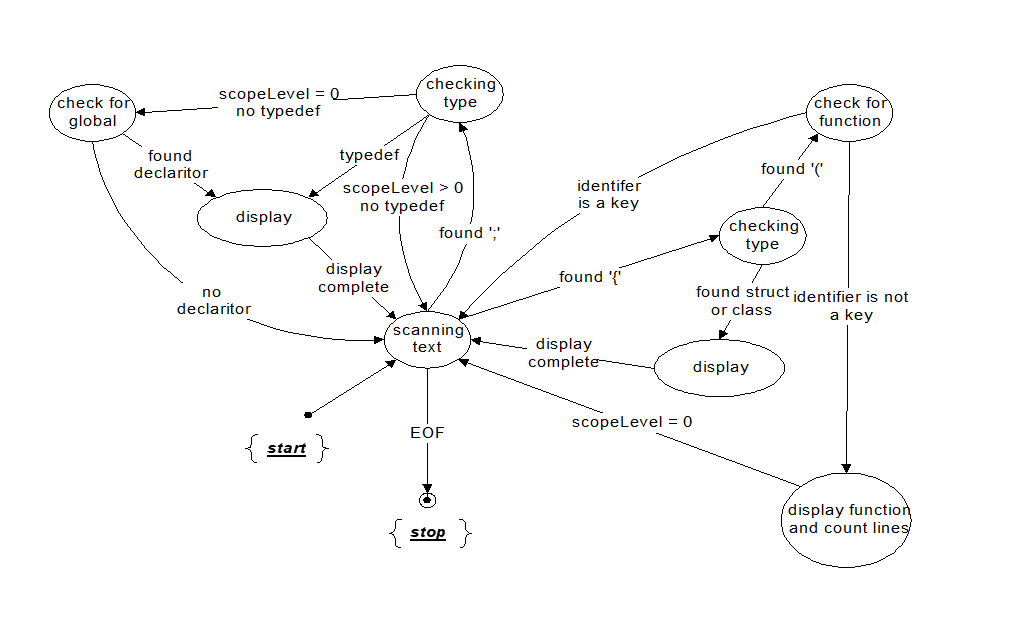 checking
type
scopeLevel = 0
no typedef
check for
global
check for
function
found
declaritor
typedef
found '('
scopeLevel > 0
no typedef
identifer
is a key
display
checking
type
found ';'
display
complete
found '{'
no
declaritor
found struct
or class
identifier is not
a key
scanning
text
display
complete
display
scopeLevel = 0
EOF
{ start }
display function
and count lines
{ stop }